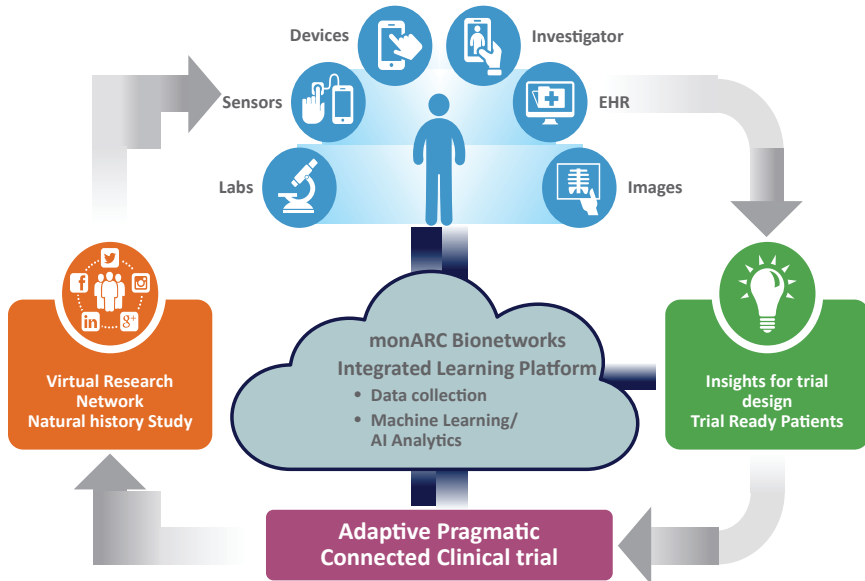 Devices
Investigator
Sensors
EHR
Labs
Images
monARC Bionetworks
Integrated Learning Platform
• Data collection
• Machine Learning/
AI Analytics
f
in
g+
Virtual Research
Network
Natural history Study
Insights for trial
design
Trial Ready Patients
Adaptive Pragmatic
Connected Clinical trial